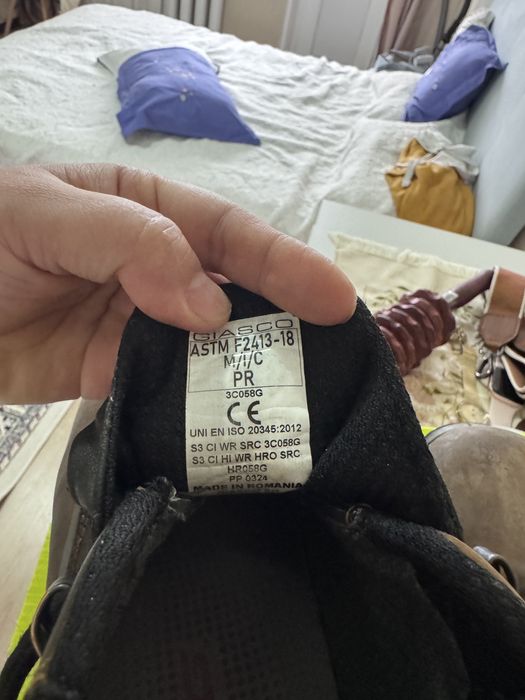 GIASCO
ASTM F2413-18
M/I/C
PR
3C058G
CE
UNI EN ISO 20345:2012
S3 CI WR SRC 3C058G
S3 CI HI WR HRO SRC
HR058G
PP 0324
MADE IN ROMANIA